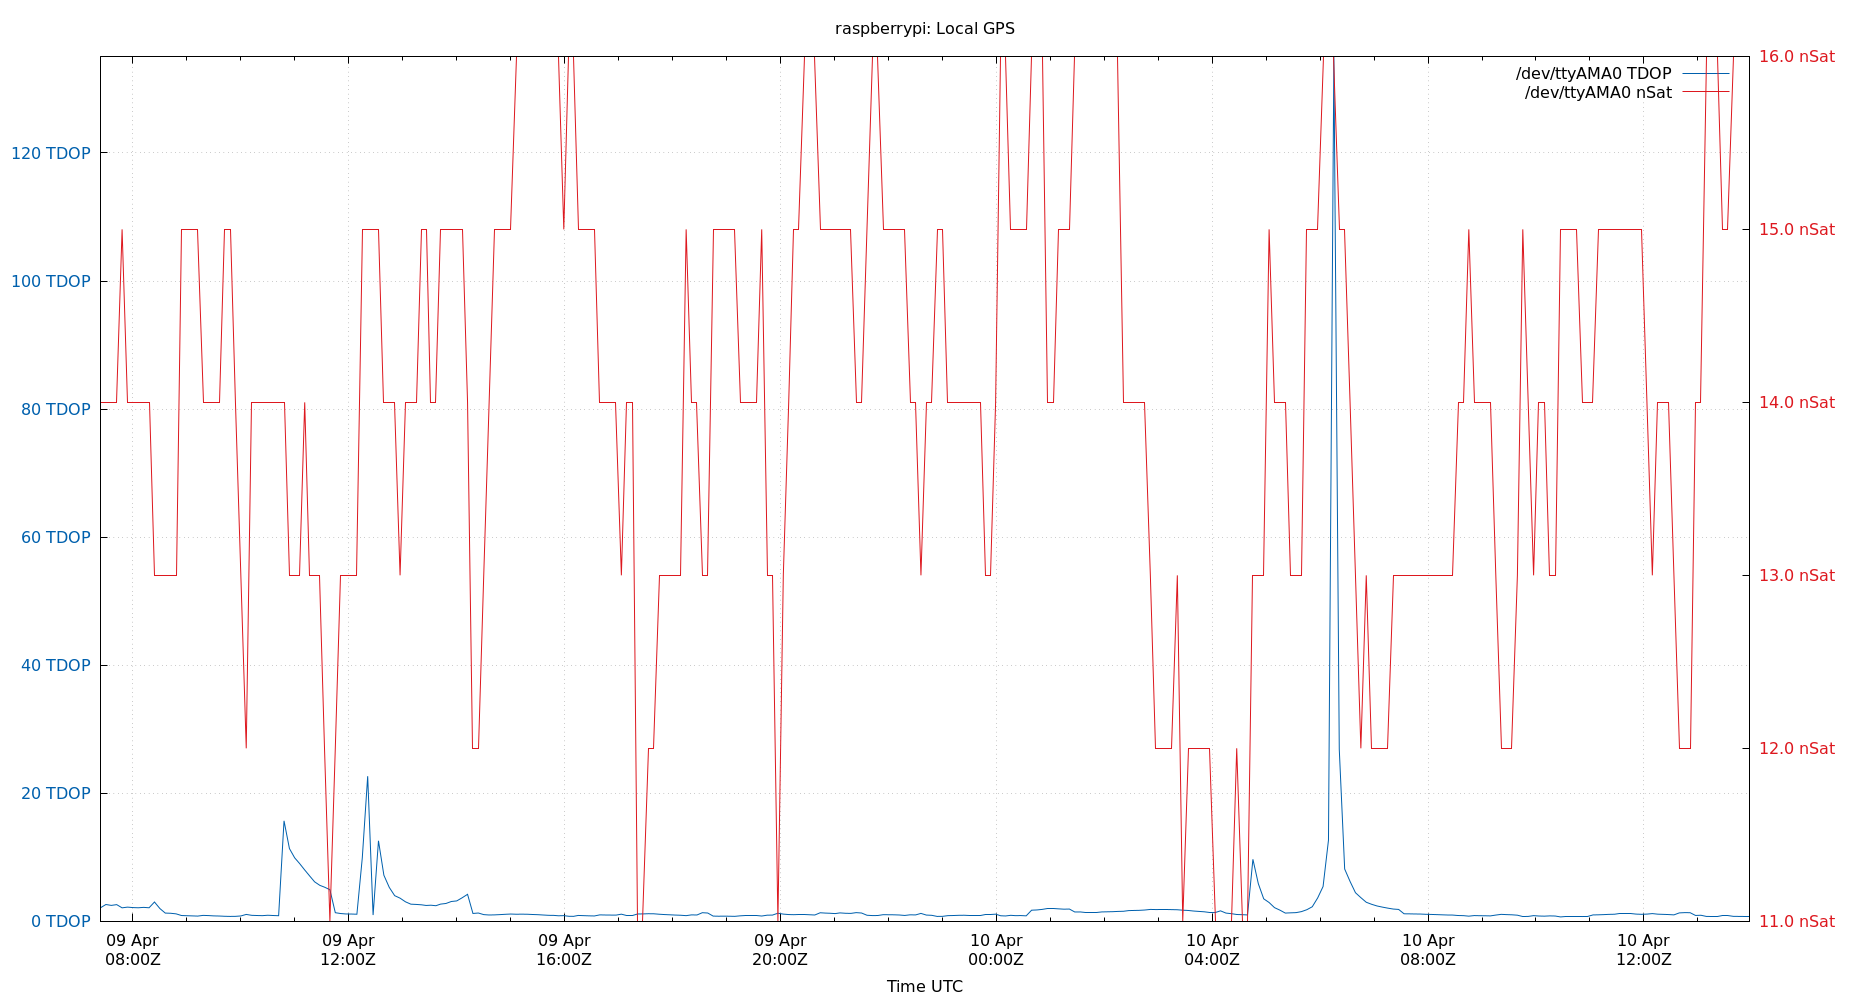 raspberrypi: Local GPS
/dev/ttyAMA0 TDOP
/dev/ttyAMA0 nSat
120 TDOP
100 TDOP
80 TDOP
60 TDOP
40 TDOP
20 TDOP
0 TDOP
16.0 nSat
15.0 nSat
14.0 nSat
13.0 nSat
12.0 nSat
11.0 nSat
09 Apr
08:00Z
09 Apr
12:00Z
09 Apr
16:00Z
09 Apr
20:00Z
10 Apr
00:00Z
10 Apr
04:00Z
10 Apr
08:00Z
10 Apr
12:00Z
Time UTC